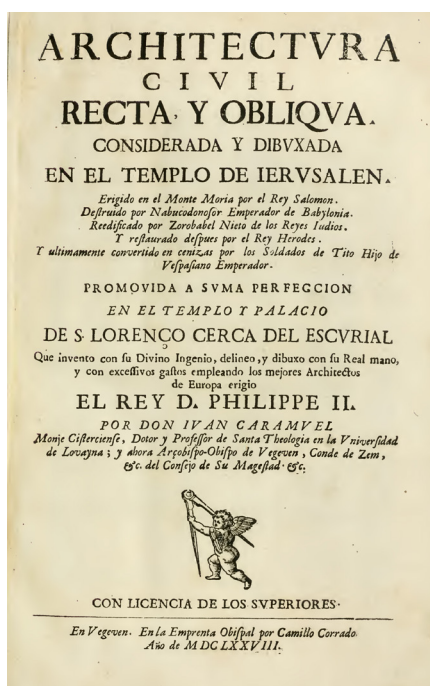 ARCHITECTVRA
CIVIL
RECTA, Y OBLIQVA.
CONSIDERADA Y DIBVXADA
EN EL TEMPLO DE IERVSALEN.
Erigido en el Monte Moria por el Rey Salomon.
Deſtruido por Nabucodonoſor Emperador de Babylonia.
Reedificado por Zorobabel Nieto de los Reyes Iudios.
Y reſtaurado deſpues por el Rey Herodes.
Y ultimamente convertido en cenizas por los Soldados de Tito Hijo de
Veſpaſiano Emperador.
PROMOVIDA A SVMA PERFECCION
EN EL TEMPLO Y PALACIO
DE S. LORENÇO CERCA DEL ESCVRIAL
Que invento con ſu Divino Ingenio, delineo, y dibuxo con ſu Real mano,
y con exceſſivos gaſtos empleando los mejores Architectos
de Europa erigio
EL REY D. PHILIPPE II.
POR DON IVAN CARAMVEL
Monje Ciſtercienſe, Dotor y Profeſſor de Santa Theologia en la Vniverſidad
de Lovayna; y ahora Arçobiſpo-Obiſpo de Vegeven, Conde de Zem,
&c. del Conſejo de Su Mageſtad. &c.
CON LICENCIA DE LOS SVPERIORES.
En Vegeven. En la Emprenta Obiſpal por Camillo Corrado.
Año de MDCLXXVIII.